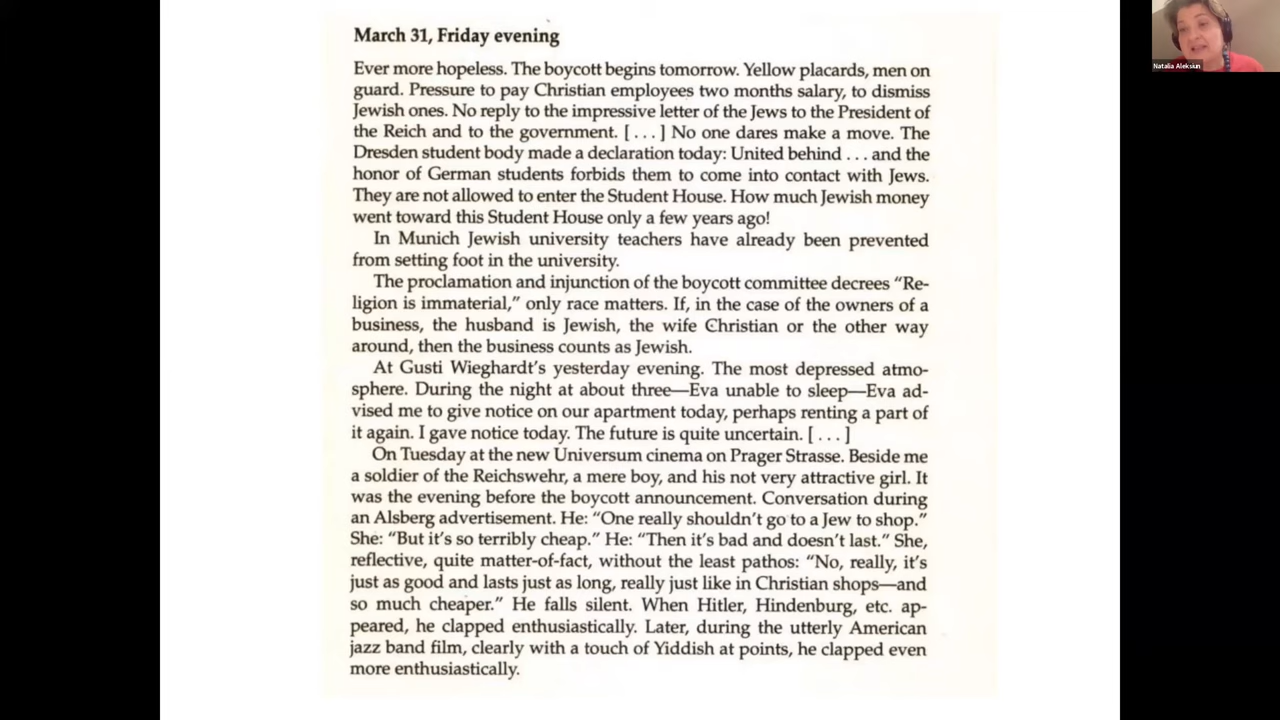 March 31, Friday evening
Ever more hopeless. The boycott begins tomorrow. Yellow placards, men on
guard. Pressure to pay Christian employees two months salary, to dismiss
Jewish ones. No reply to the impressive letter of the Jews to the President of
the Reich and to the government. [ . . . ] No one dares make a move. The
Dresden student body made a declaration today: United behind . . . and the
honor of German students forbids them to come into contact with Jews.
They are not allowed to enter the Student House. How much Jewish money
went toward this Student House only a few years ago!
In Munich Jewish university teachers have already been prevented
from setting foot in the university.
The proclamation and injunction of the boycott committee decrees “Re-
ligion is immaterial,” only race matters. If, in the case of the owners of a
business, the husband is Jewish, the wife Christian or the other way
around, then the business counts as Jewish.
At Gusti Wieghardt’s yesterday evening. The most depressed atmo-
sphere. During the night at about three—Eva unable to sleep—Eva ad-
vised me to give notice on our apartment today, perhaps renting a part of
it again. I gave notice today. The future is quite uncertain. [ . . . ]
On Tuesday at the new Universum cinema on Prager Strasse. Beside me
a soldier of the Reichswehr, a mere boy, and his not very attractive girl. It
was the evening before the boycott announcement. Conversation during
an Alsberg advertisement. He: “One really shouldn’t go to a Jew to shop.”
She: “But it’s so terribly cheap.” He: “Then it’s bad and doesn’t last.” She,
reflective, quite matter-of-fact, without the least pathos: “No, really, it’s
just as good and lasts just as long, really just like in Christian shops—and
so much cheaper.” He falls silent. When Hitler, Hindenburg, etc. ap-
peared, he clapped enthusiastically. Later, during the utterly American
jazz band film, clearly with a touch of Yiddish at points, he clapped even
more enthusiastically.
Natalia Aleksiun